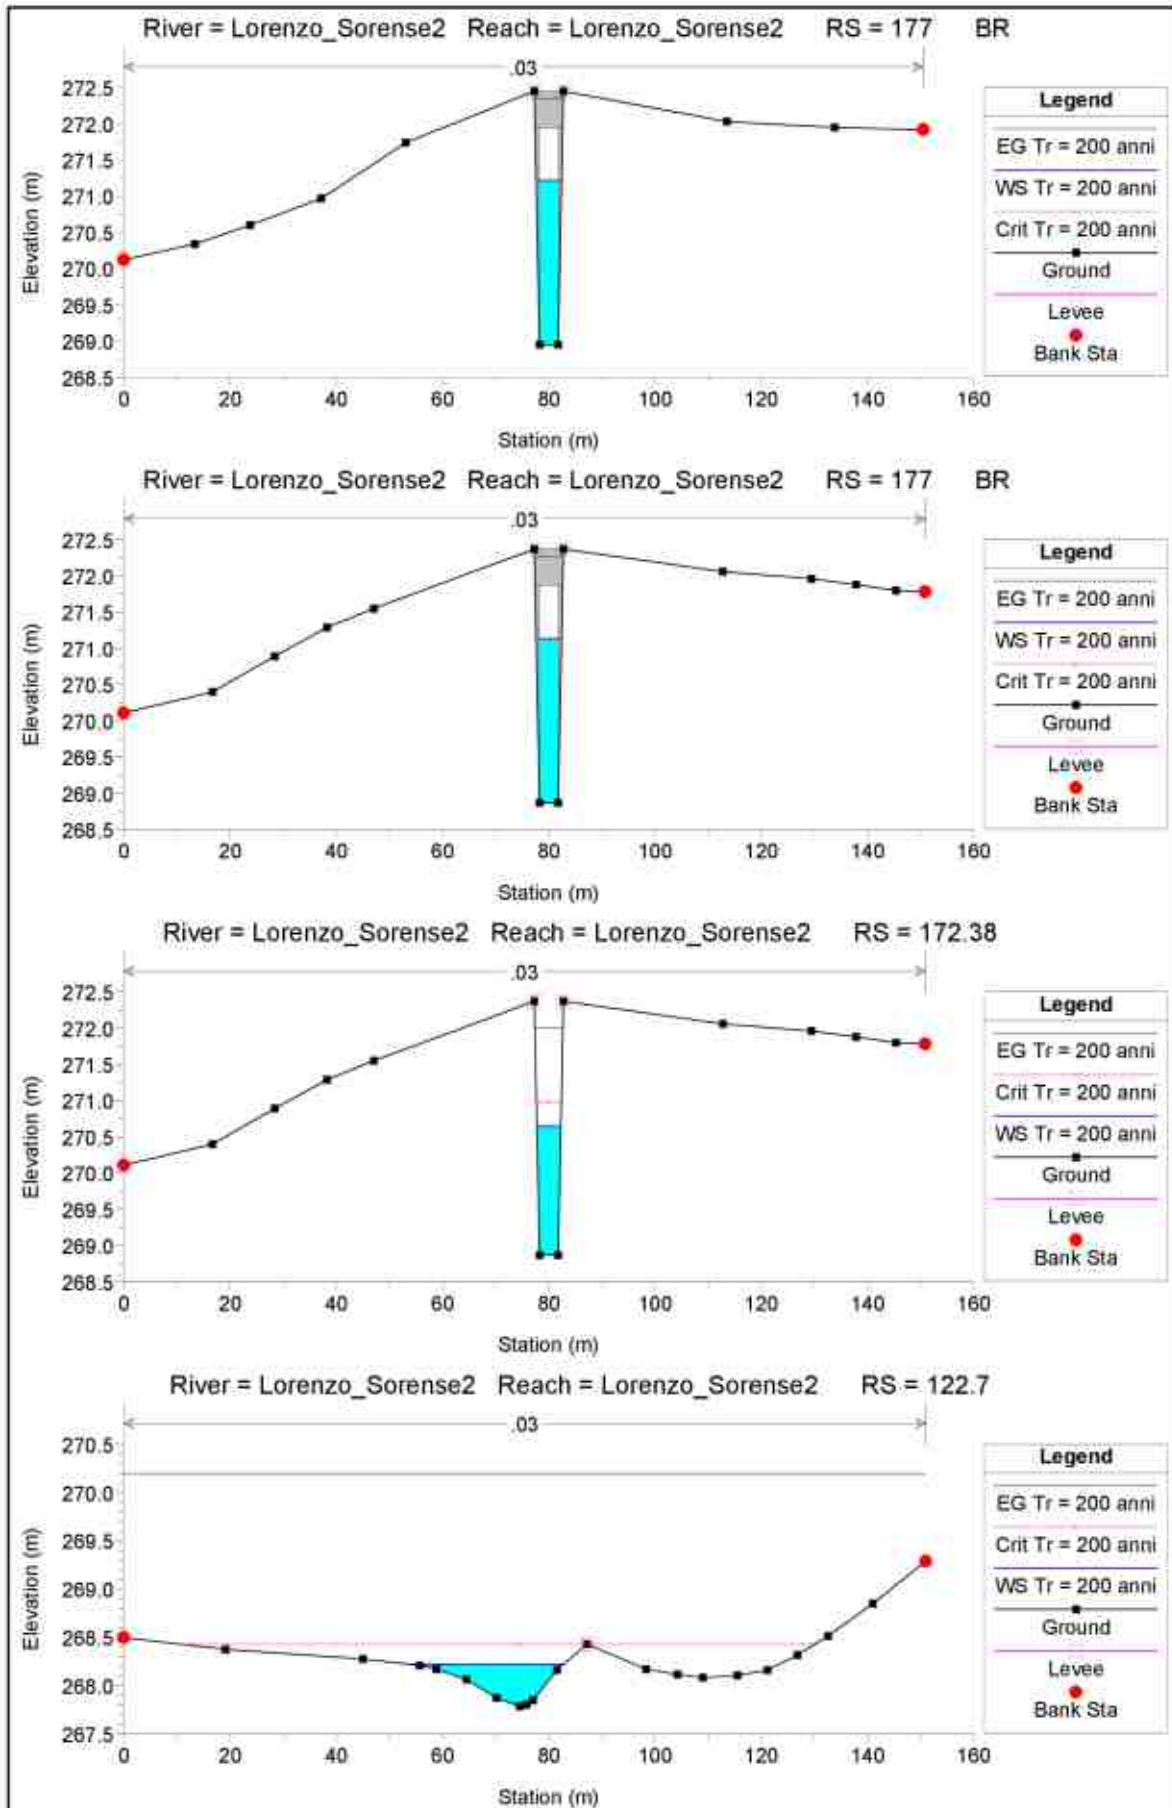 River = Lorenzo_Sorense2 Reach = Lorenzo_Sorense2 RS = 177 BR
.03
Elevation (m)
272.5
272.0
271.5
271.0
270.5
270.0
269.5
269.0
268.5
0 20 40 60 80 100 120 140 160
Station (m)
Legend
EG Tr = 200 anni
WS Tr = 200 anni
Crit Tr = 200 anni
Ground
Levee
Bank Sta
River = Lorenzo_Sorense2 Reach = Lorenzo_Sorense2 RS = 177 BR
.03
Elevation (m)
272.5
272.0
271.5
271.0
270.5
270.0
269.5
269.0
268.5
0 20 40 60 80 100 120 140 160
Station (m)
Legend
EG Tr = 200 anni
WS Tr = 200 anni
Crit Tr = 200 anni
Ground
Levee
Bank Sta
River = Lorenzo_Sorense2 Reach = Lorenzo_Sorense2 RS = 172.38
.03
Elevation (m)
272.5
272.0
271.5
271.0
270.5
270.0
269.5
269.0
268.5
0 20 40 60 80 100 120 140 160
Station (m)
Legend
EG Tr = 200 anni
Crit Tr = 200 anni
WS Tr = 200 anni
Ground
Levee
Bank Sta
River = Lorenzo_Sorense2 Reach = Lorenzo_Sorense2 RS = 122.7
.03
Elevation (m)
270.5
270.0
269.5
269.0
268.5
268.0
267.5
0 20 40 60 80 100 120 140 160
Station (m)
Legend
EG Tr = 200 anni
Crit Tr = 200 anni
WS Tr = 200 anni
Ground
Levee
Bank Sta